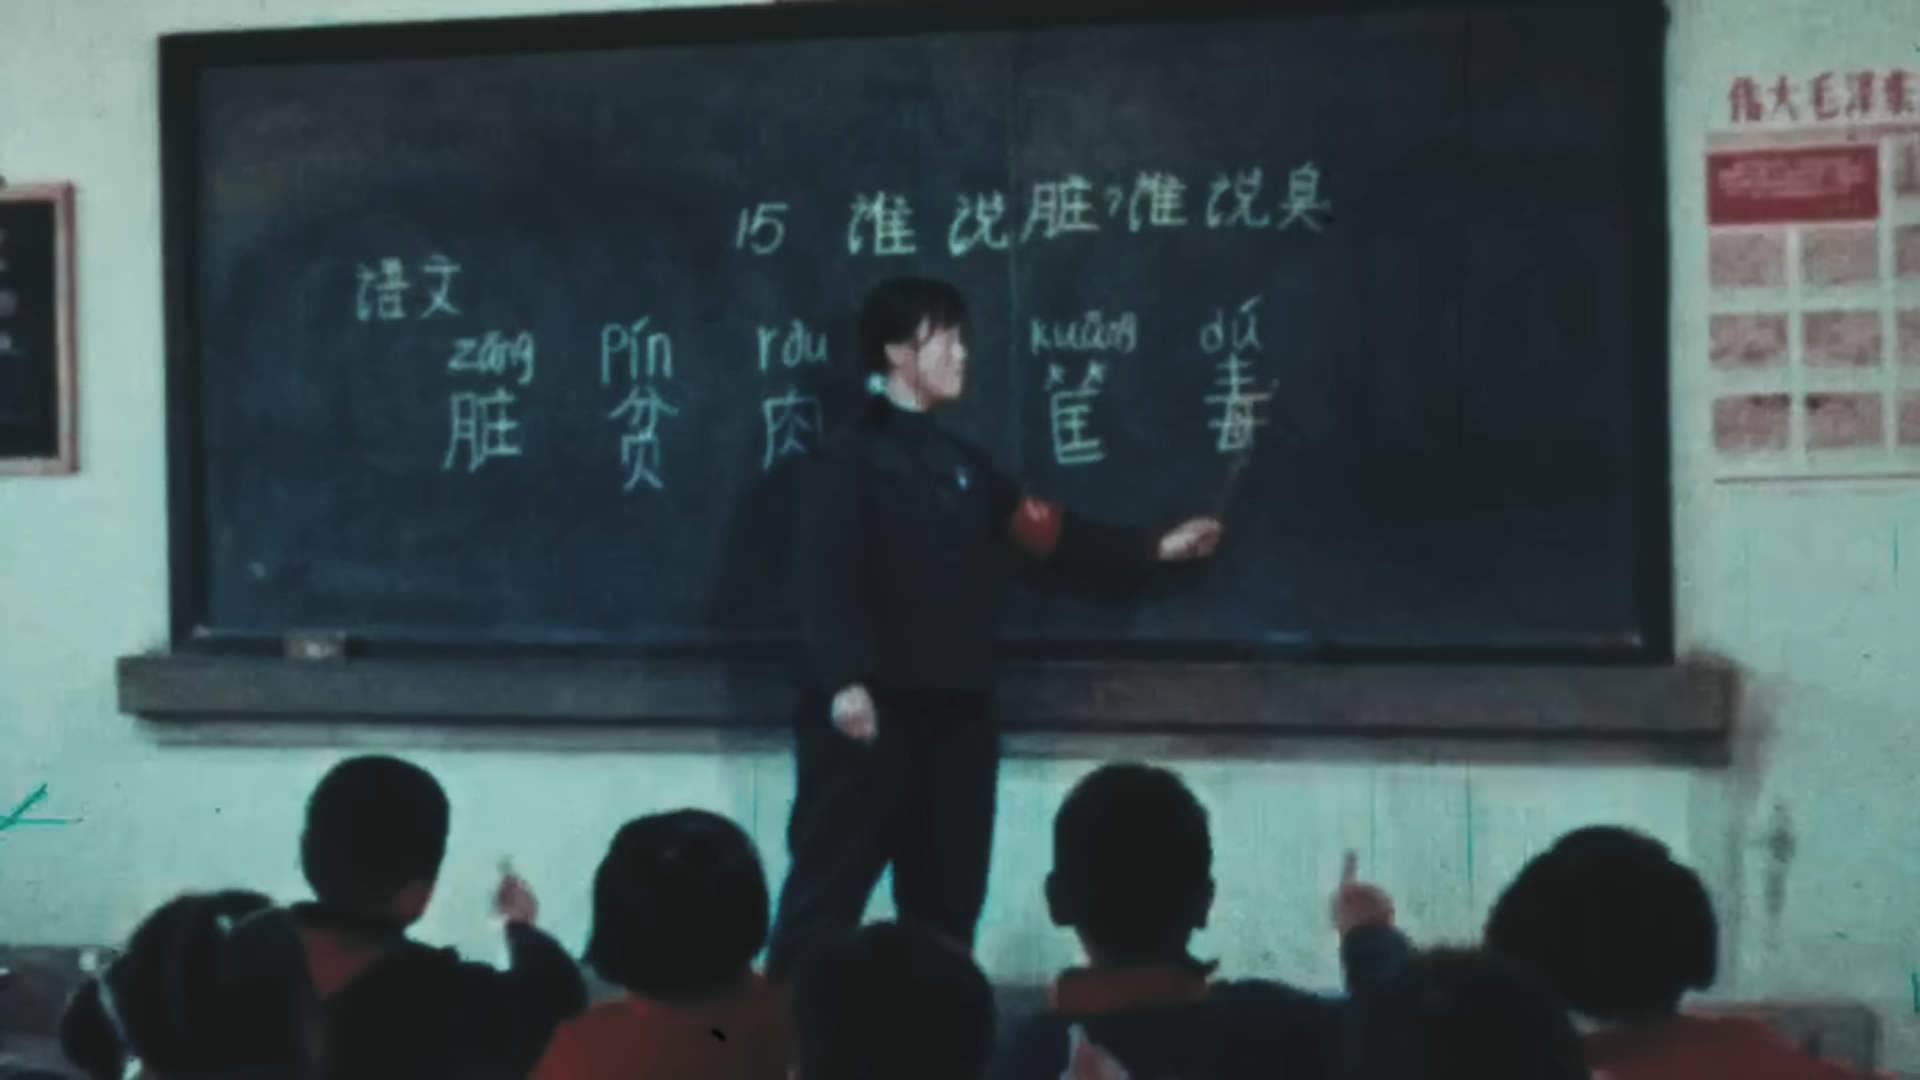 15 谁说脏?谁说臭
语文
zāng pín ròu kuāng dú
脏 贫 肉 筐 毒
伟大毛泽东